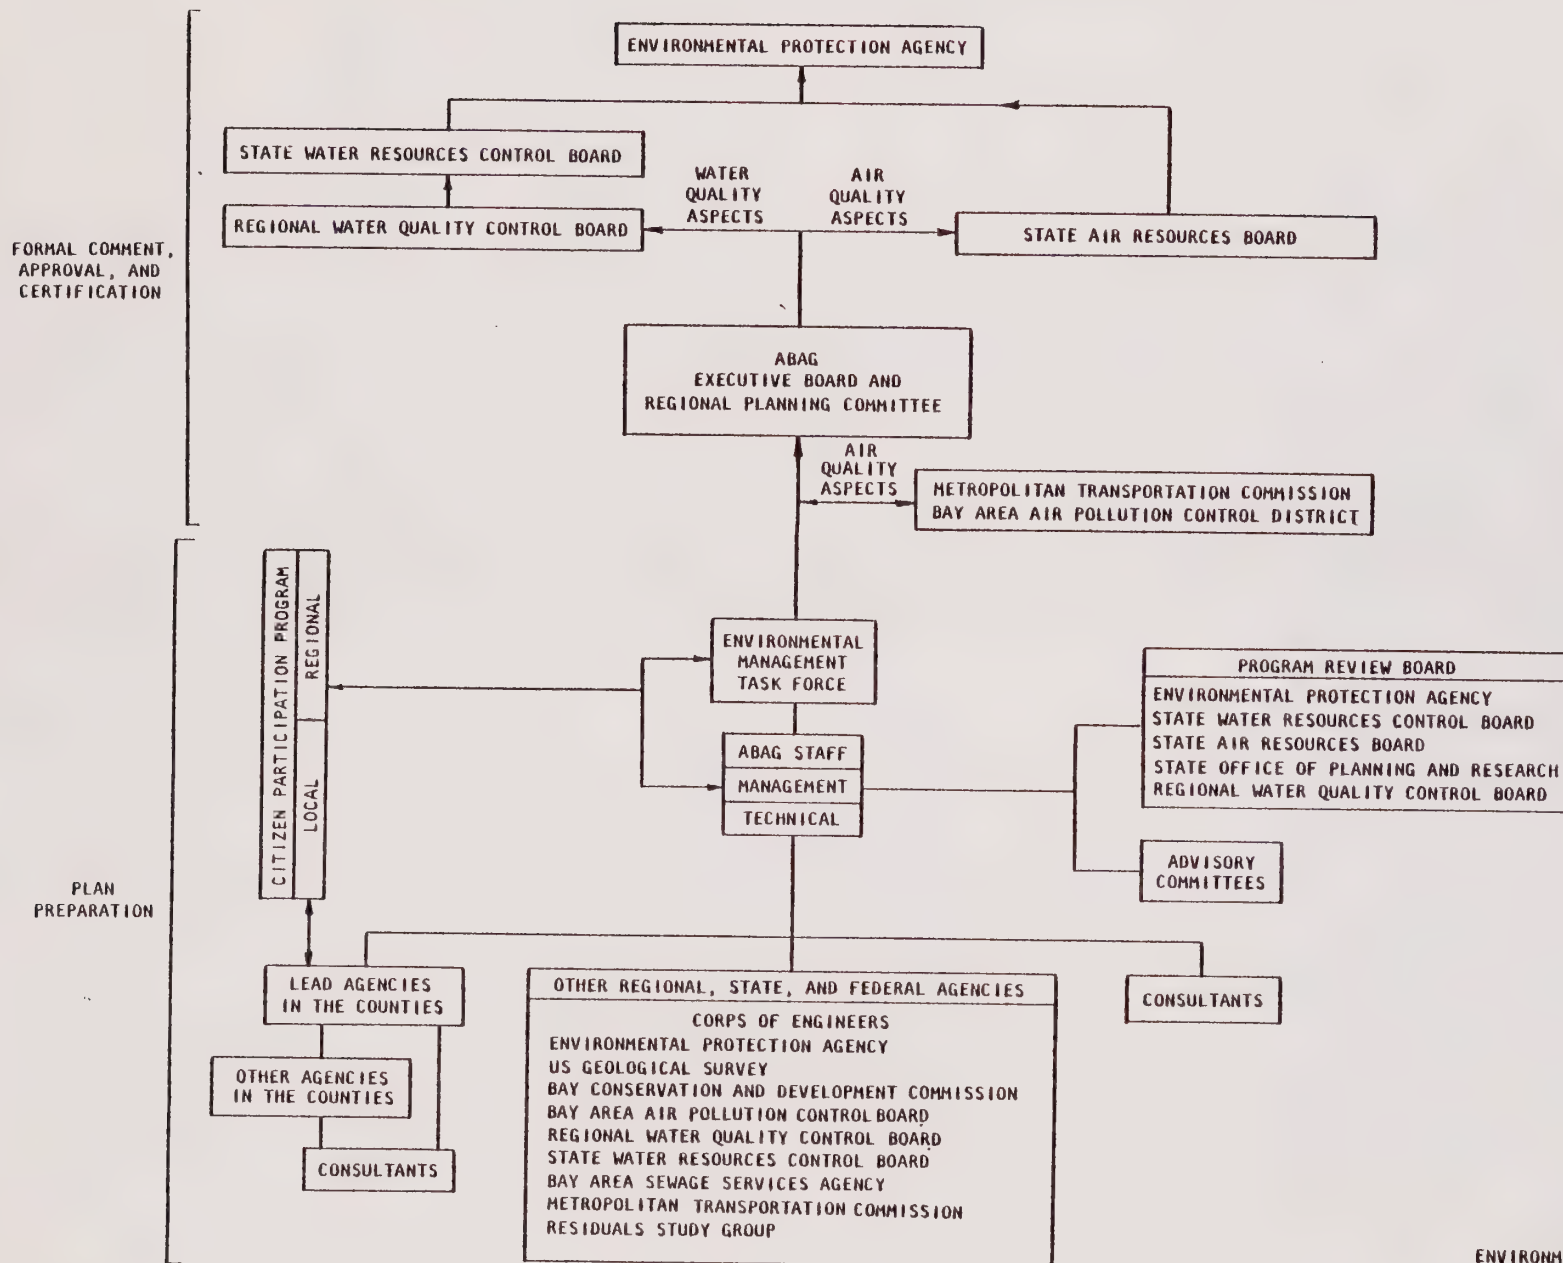 ENVIRONMENTAL PROTECTION AGENCY
STATE WATER RESOURCES CONTROL BOARD
WATER
QUALITY
ASPECTS
AIR
QUALITY
ASPECTS
REGIONAL WATER QUALITY CONTROL BOARD
STATE AIR RESOURCES BOARD
FORMAL COMMENT,
APPROVAL, AND
CERTIFICATION
ABAG
EXECUTIVE BOARD AND
REGIONAL PLANNING COMMITTEE
AIR
QUALITY
ASPECTS
METROPOLITAN TRANSPORTATION COMMISSION
BAY AREA AIR POLLUTION CONTROL DISTRICT
CITIZEN PARTICIPATION PROGRAM
REGIONAL
LOCAL
ENVIRONMENTAL
MANAGEMENT
TASK FORCE
ABAG STAFF
MANAGEMENT
TECHNICAL
PROGRAM REVIEW BOARD
ENVIRONMENTAL PROTECTION AGENCY
STATE WATER RESOURCES CONTROL BOARD
STATE AIR RESOURCES BOARD
STATE OFFICE OF PLANNING AND RESEARCH
REGIONAL WATER QUALITY CONTROL BOARD
ADVISORY
COMMITTEES
PLAN
PREPARATION
LEAD AGENCIES
IN THE COUNTIES
OTHER AGENCIES
IN THE COUNTIES
CONSULTANTS
OTHER REGIONAL, STATE, AND FEDERAL AGENCIES
CORPS OF ENGINEERS
ENVIRONMENTAL PROTECTION AGENCY
US GEOLOGICAL SURVEY
BAY CONSERVATION AND DEVELOPMENT COMMISSION
BAY AREA AIR POLLUTION CONTROL BOARD
REGIONAL WATER QUALITY CONTROL BOARD
STATE WATER RESOURCES CONTROL BOARD
BAY AREA SEWAGE SERVICES AGENCY
METROPOLITAN TRANSPORTATION COMMISSION
RESIDUALS STUDY GROUP
CONSULTANTS